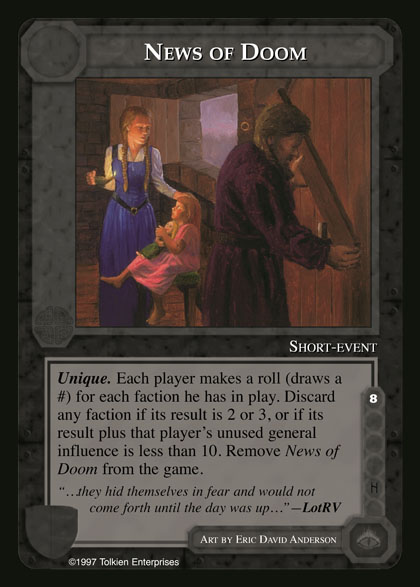 NEWS OF DOOM
SHORT-EVENT
Unique. Each player makes a roll (draws a
#) for each faction he has in play. Discard
any faction if its result is 2 or 3, or if its
result plus that player's unused general
influence is less than 10. Remove News of
Doom from the game.
8
“…they hid themselves in fear and would not
come forth until the day was up…”—LotRV
H
ART BY ERIC DAVID ANDERSON
©1997 Tolkien Enterprises